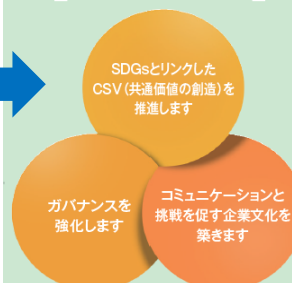 SDGsとリンクした
CSV(共通価値の創造)を
推進します
ガバナンスを
強化します
コミュニケーションと
挑戦を促す企業文化を
築きます